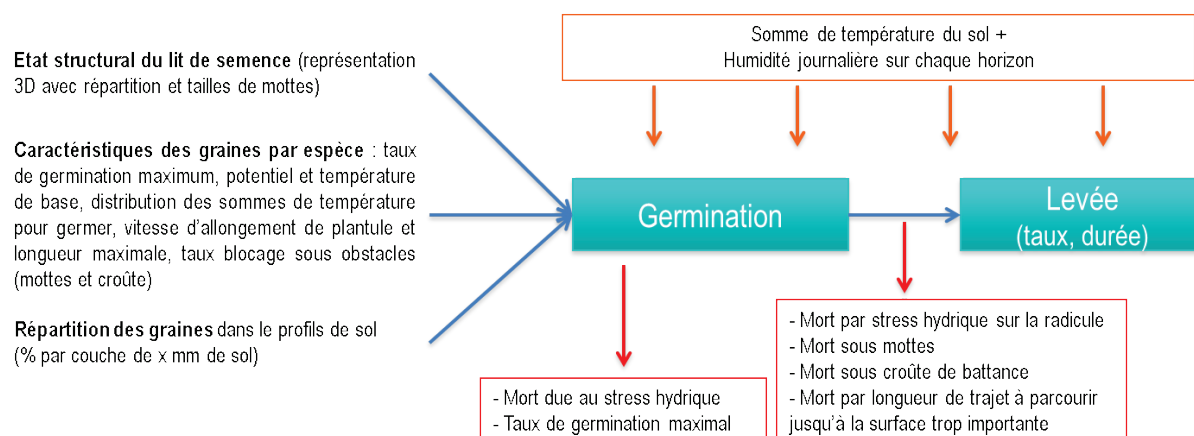 Etat structural du lit de semence (représentation
3D avec répartition et tailles de mottes)
Caractéristiques des graines par espèce : taux
de germination maximum, potentiel et température
de base, distribution des sommes de température
pour germer, vitesse d'allongement de plantule et
longueur maximale, taux blocage sous obstacles
(mottes et croûte)
Répartition des graines dans le profils de sol
(% par couche de x mm de sol)
Somme de température du sol +
Humidité journalière sur chaque horizon
Germination
Levée
(taux, durée)
- Mort due au stress hydrique
- Taux de germination maximal
- Mort par stress hydrique sur la radicule
- Mort sous mottes
- Mort sous croûte de battance
- Mort par longueur de trajet à parcourir
jusqu'à la surface trop importante